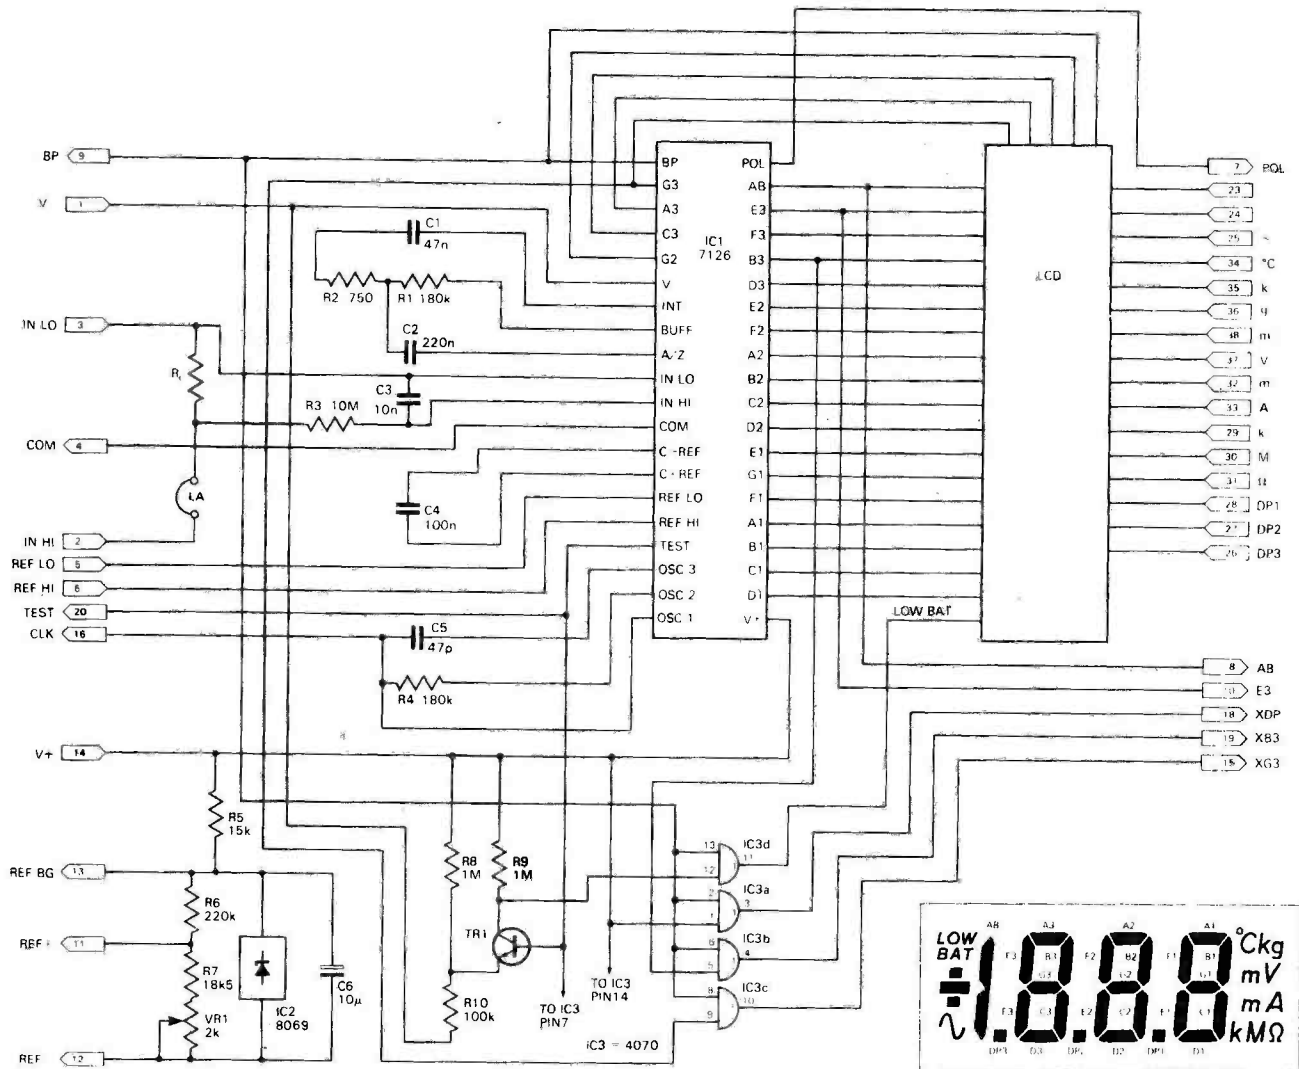 BP 9
V 1
IN LO 3
COM 4
IN HI 2
REF LO 5
REF HI 6
TEST 20
CLK 16
V+ 14
REF BG 13
REF 11
REF 12
C1
47n
R2 750
R1 180k
C2
220n
C3
10n
R3 10M
LA
C4
100n
C5
47p
R4 180k
R5
15k
R6
220k
R7
18k5
VR1
2k
IC2
8069
C6
10µ
R8
1M
R9
1M
TR1
R10
100k
TO IC3
PIN7
TO IC3
PIN14
IC3 = 4070
IC1
7126
BP
G3
A3
C3
G2
V
INT
BUFF
A/Z
IN LO
IN HI
COM
C - REF
C + REF
REF LO
REF HI
TEST
OSC 3
OSC 2
OSC 1
POL
AB
E3
F3
B3
D3
E2
F2
A2
B2
C2
D2
E1
G1
F1
A1
B1
C1
D1
V+
LCD
LOW BAT
7 POL
23
24
25 ~
34 °C
35 k
36 g
38 m
37 V
32 m
33 A
29 k
30 M
31 Ω
28 DP1
27 DP2
26 DP3
8 AB
10 E3
18 XDP
19 XB3
15 XG3
13
12
11
IC3d
2
1
3
IC3a
6
5
4
IC3b
8
9
10
IC3c
AB A3 A2 A1
LOW
BAT
F3 B3 F2 B2 F1 B1
G3 G2 G1
÷1.8.8.8
°Ckg
mV
mA
kMΩ
C3 E2 C2 E1 C1
DP3 D3 D2 DP1 D1